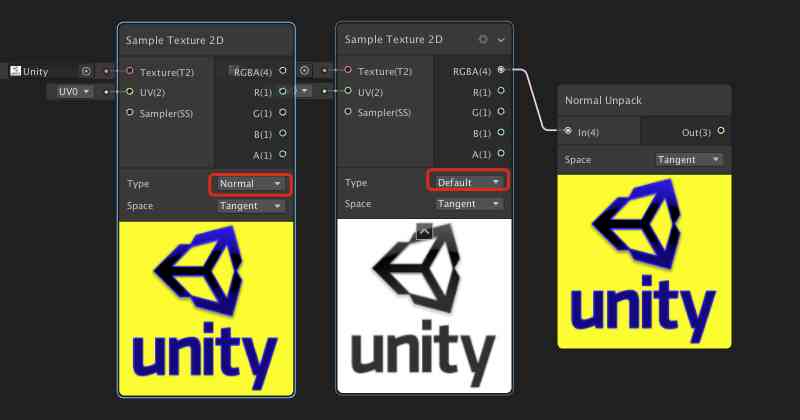 Unity
UV0
Sample Texture 2D
Texture(T2)
UV(2)
Sampler(SS)
RGBA(4)
R(1)
G(1)
B(1)
A(1)
Type
Normal
Space
Tangent
unity
Sample Texture 2D
Texture(T2)
UV(2)
Sampler(SS)
RGBA(4)
R(1)
G(1)
B(1)
A(1)
Type
Default
Space
Tangent
unity
Normal Unpack
In(4)
Out(3)
Space
Tangent
unity